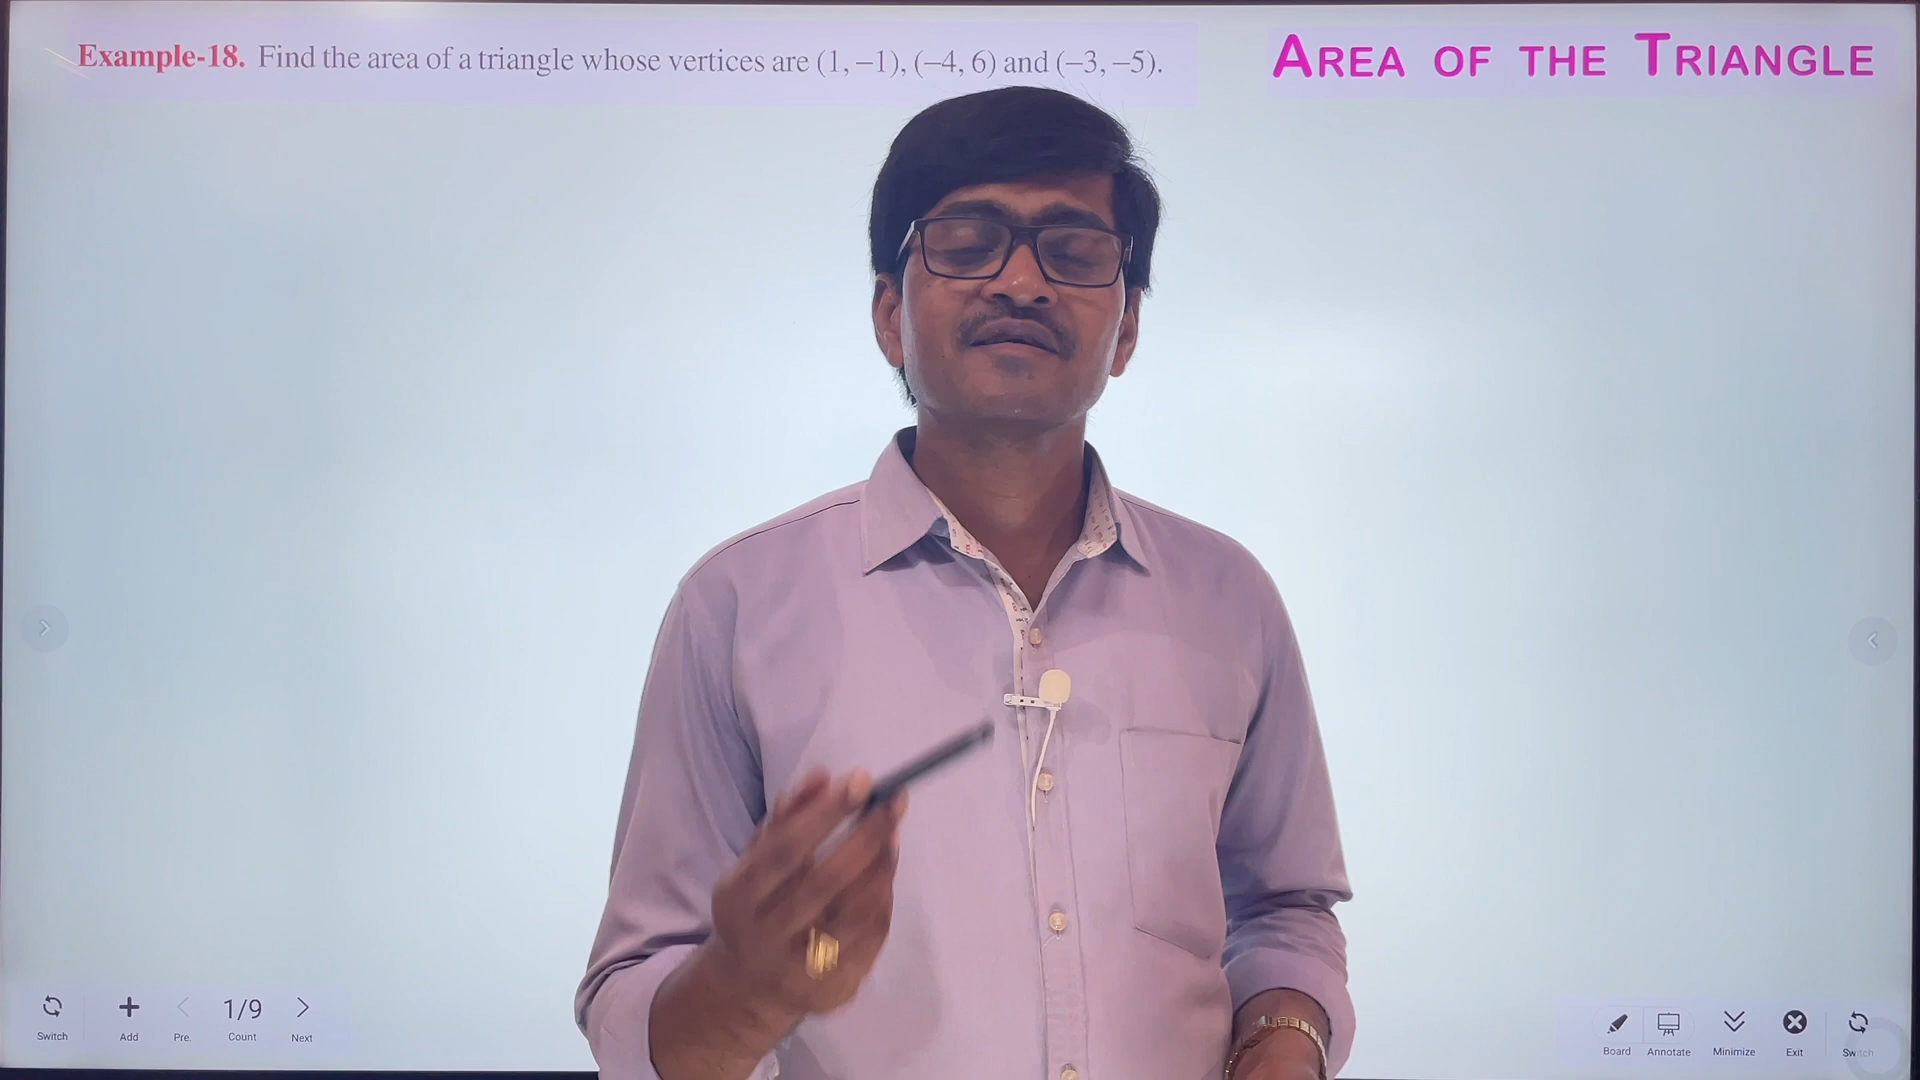 Example-18. Find the area of a triangle whose vertices are (1, −1), (−4, 6) and (−3, −5).
AREA OF THE TRIANGLE
Switch
Add
Pre.
1/9
Count
Next
Board
Annotate
Minimize
Exit
Switch